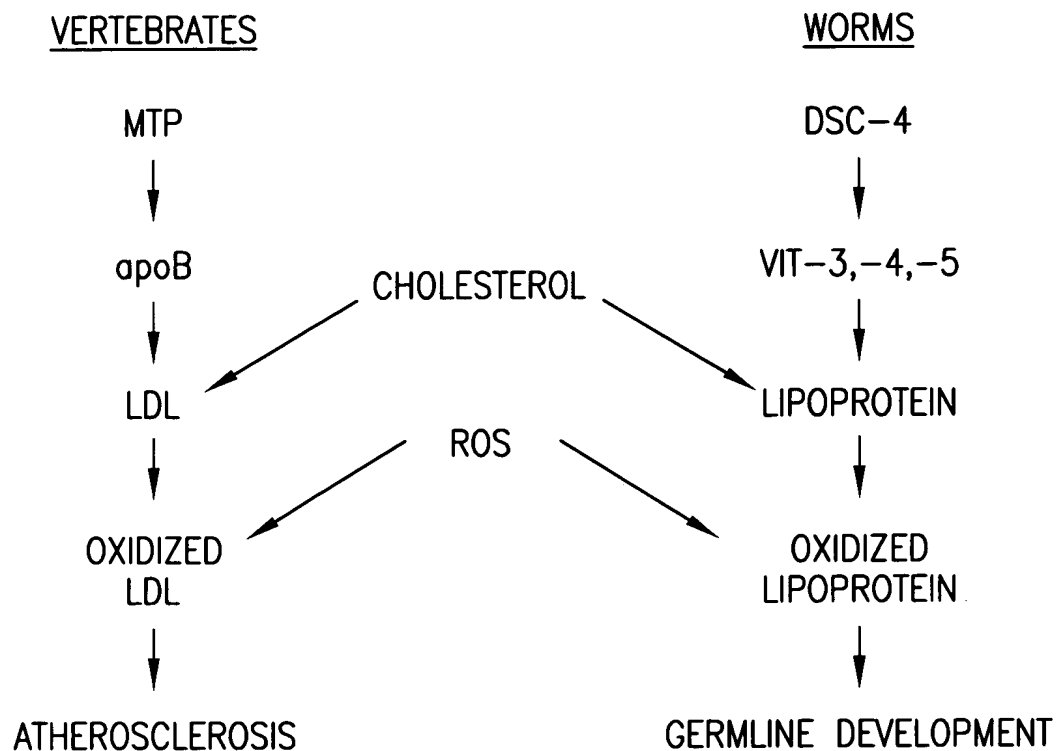 VERTEBRATES
MTP
apoB
LDL
OXIDIZED
LDL
ATHEROSCLEROSIS
CHOLESTEROL
ROS
WORMS
DSC-4
VIT-3,-4,-5
LIPOPROTEIN
OXIDIZED
LIPOPROTEIN
GERMLINE DEVELOPMENT